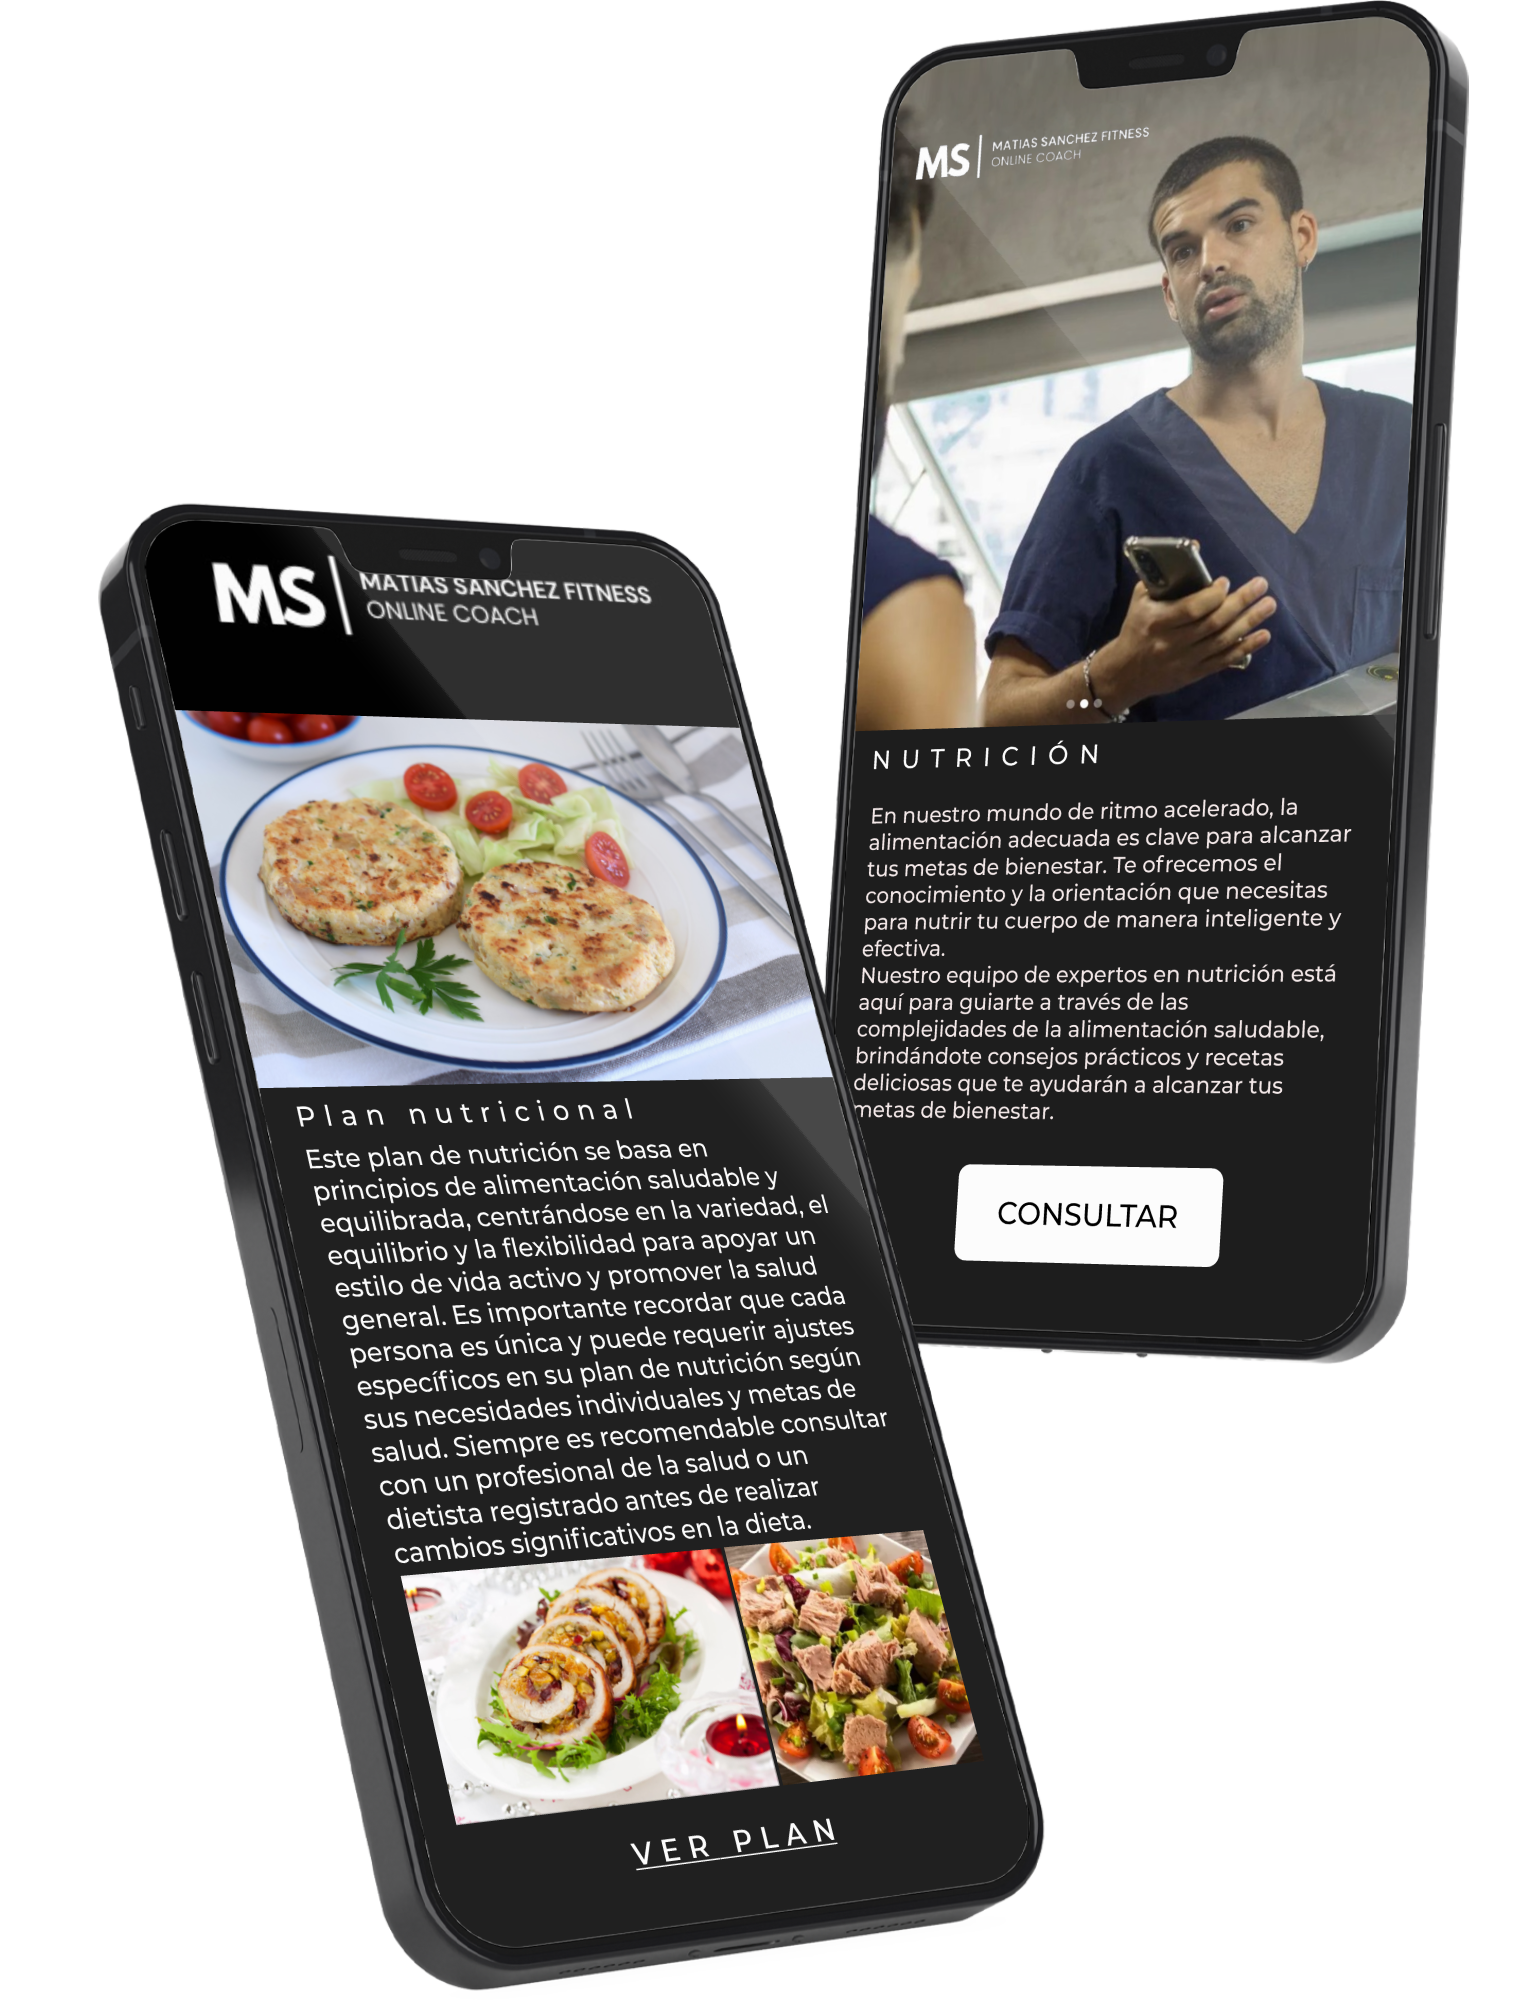 MS
MATIAS SANCHEZ FITNESS
ONLINE COACH
Plan nutricional
Este plan de nutrición se basa en
principios de alimentación saludable y
equilibrada, centrándose en la variedad, el
equilibrio y la flexibilidad para apoyar un
estilo de vida activo y promover la salud
general. Es importante recordar que cada
persona es única y puede requerir ajustes
específicos en su plan de nutrición según
sus necesidades individuales y metas de
salud. Siempre es recomendable consultar
con un profesional de la salud o un
dietista registrado antes de realizar
cambios significativos en la dieta.
VER PLAN
MS
MATIAS SANCHEZ FITNESS
ONLINE COACH
NUTRICIÓN
En nuestro mundo de ritmo acelerado, la
alimentación adecuada es clave para alcanzar
tus metas de bienestar. Te ofrecemos el
conocimiento y la orientación que necesitas
para nutrir tu cuerpo de manera inteligente y
efectiva.
Nuestro equipo de expertos en nutrición está
aquí para guiarte a través de las
complejidades de la alimentación saludable,
brindándote consejos prácticos y recetas
deliciosas que te ayudarán a alcanzar tus
metas de bienestar.
CONSULTAR